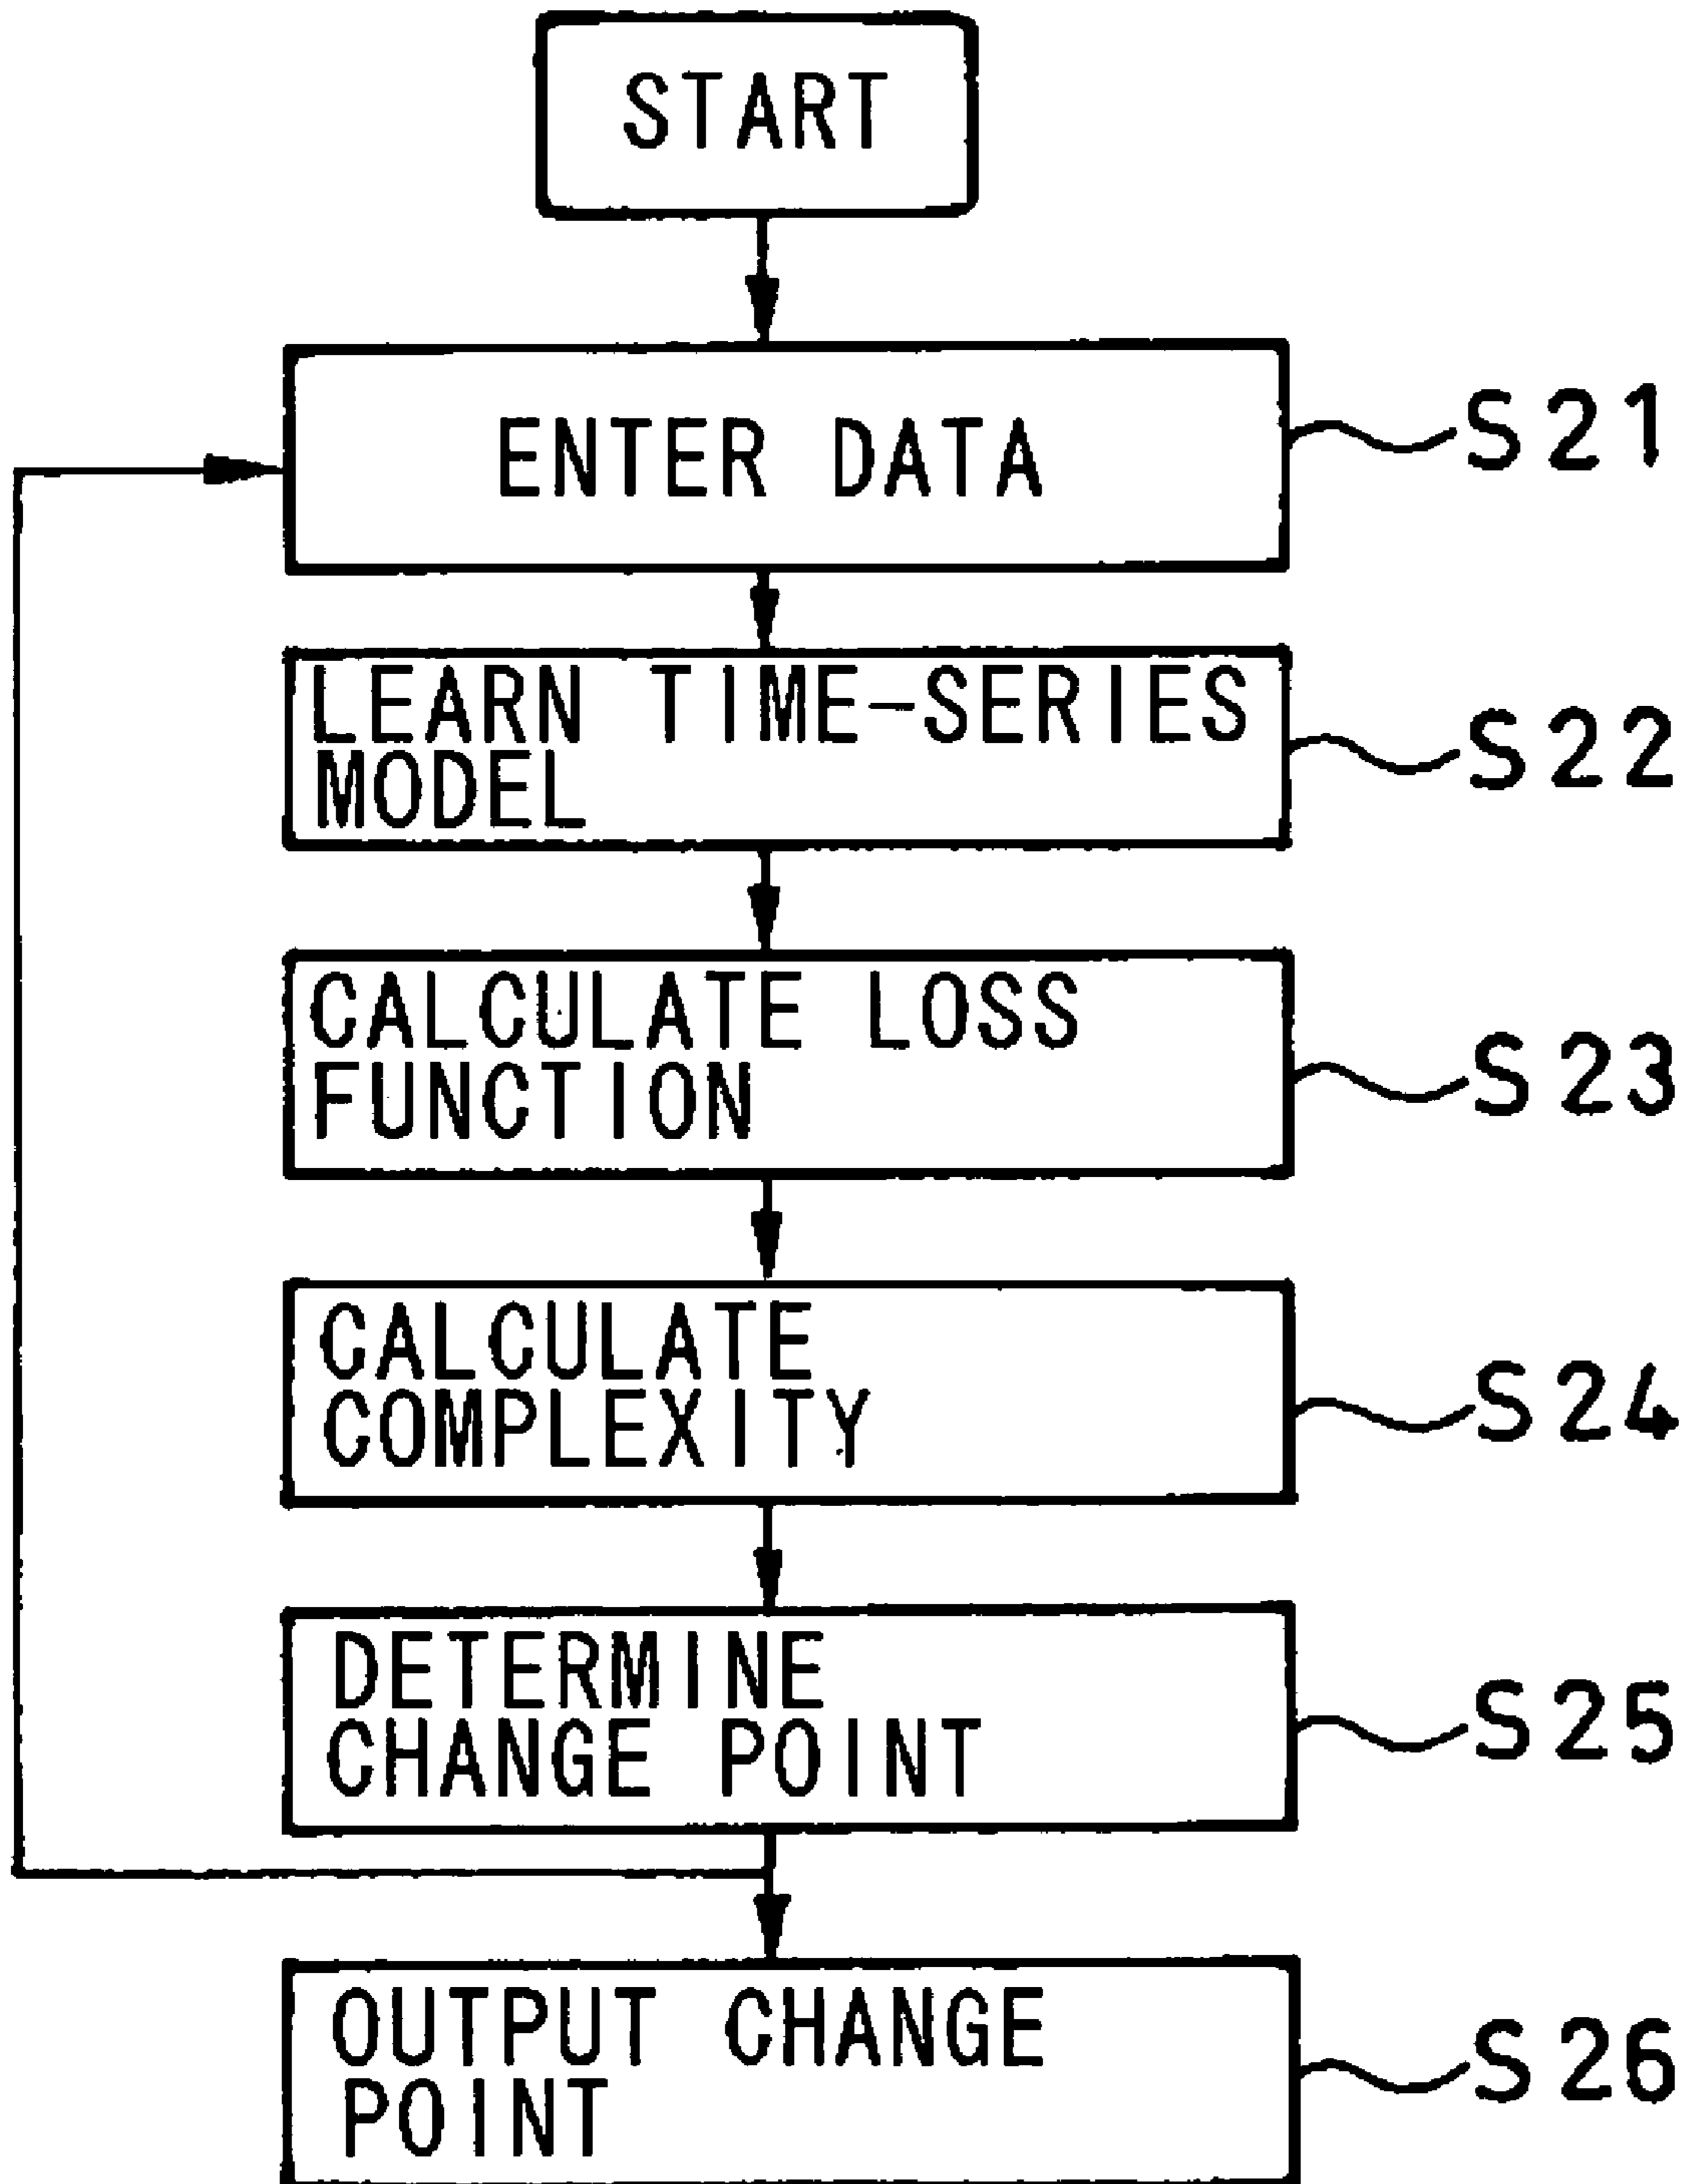 START
ENTER DATA
S21
LEARN TIME-SERIES
MODEL
S22
CALCULATE LOSS
FUNCTION
S23
CALCULATE
COMPLEXITY
S24
DETERMINE
CHANGE POINT
S25
OUTPUT CHANGE
POINT
S26